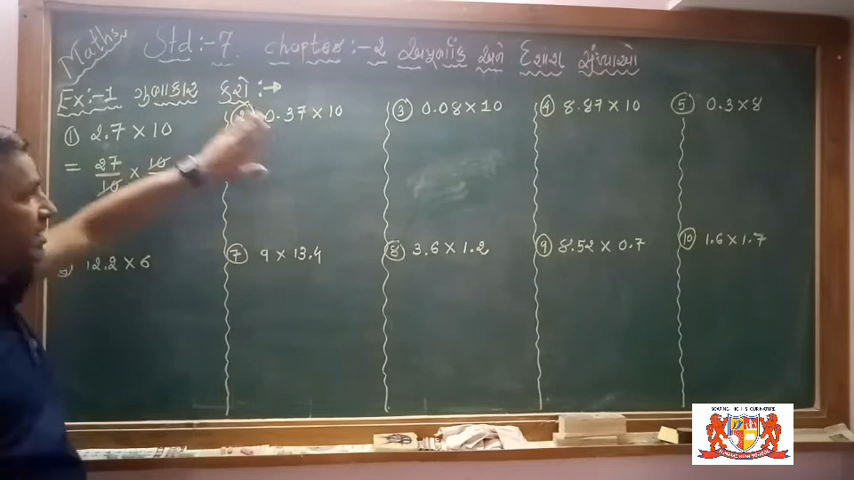 Maths
Std:-7 chapter:-2 અપૂર્ણાંક અને દશાંશ સંખ્યાઓ
Ex:-1 ગુણાકાર કરો :→
① 2.7 × 10
= 27/10 × 10
② 0.37 × 10
③ 0.08 × 10
④ 8.87 × 10
⑤ 0.3 × 8
12.2 × 6
⑦ 9 × 13.4
⑧ 3.6 × 1.2
⑨ 8.52 × 0.7
⑩ 1.6 × 1.7